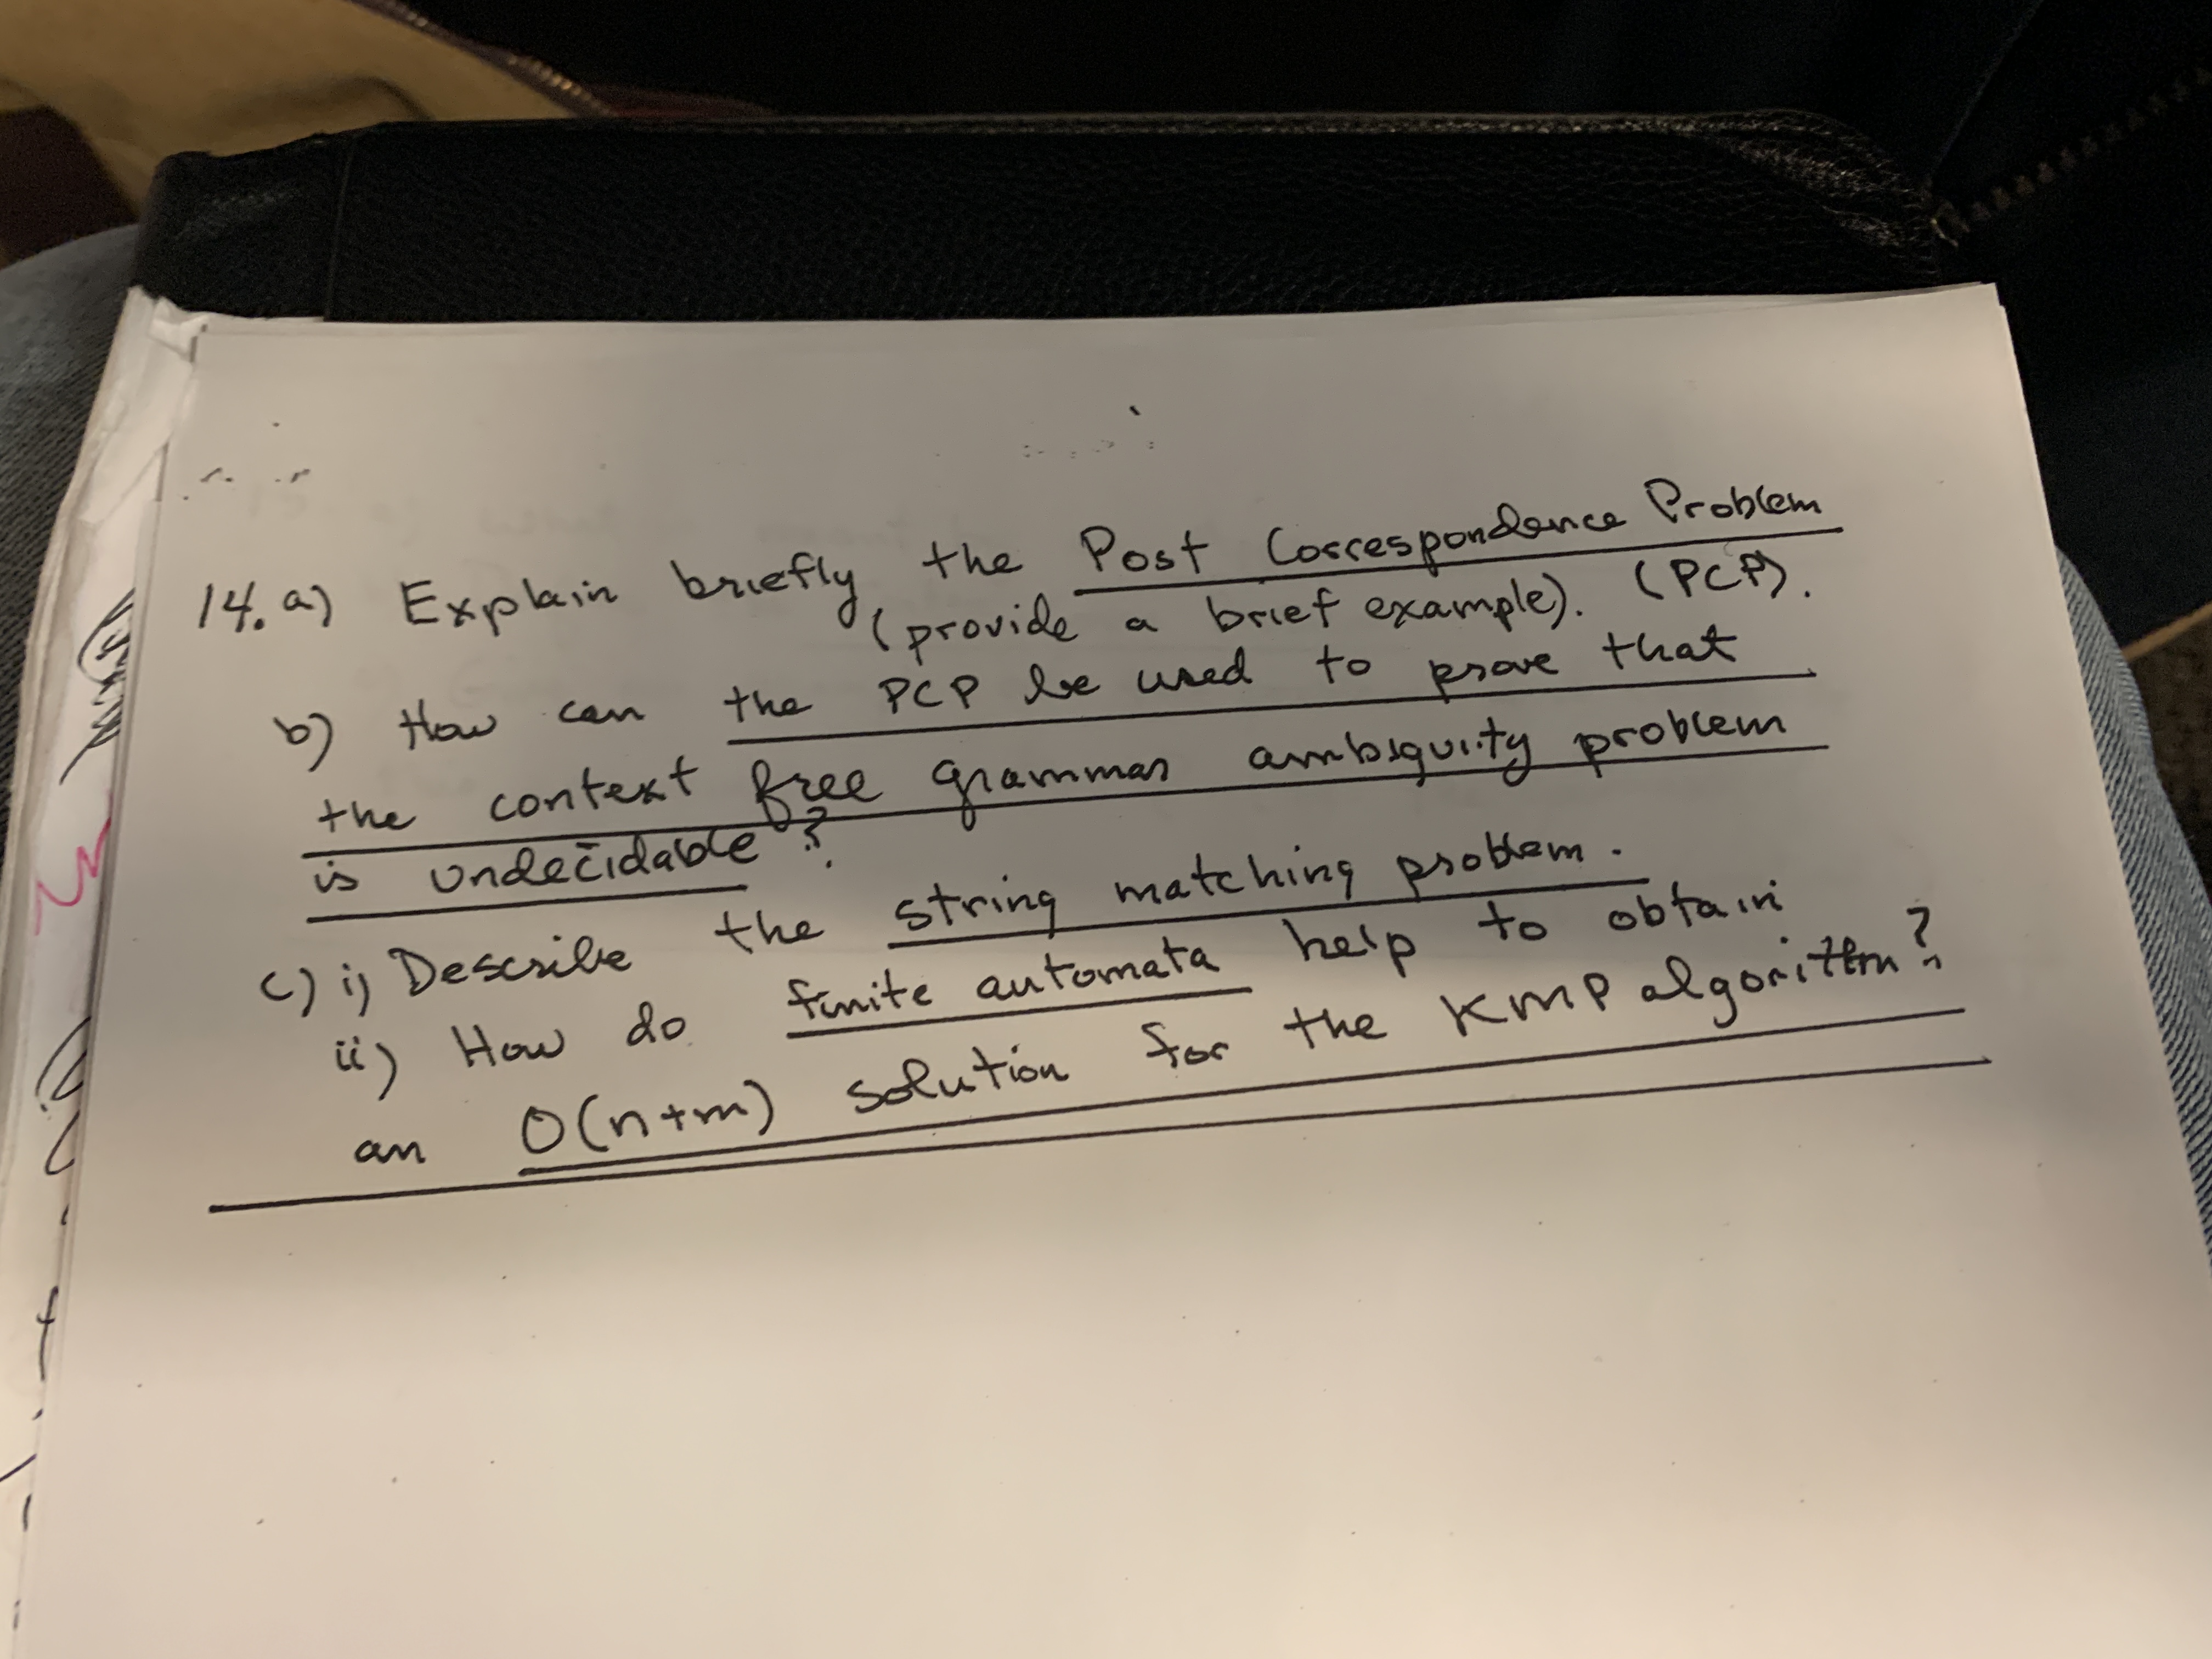 14. a) Explain briefly the Post Correspondence Problem
(provide a brief example). (PCP).
b) How can the PCP be used to prove that
the context free grammar ambiguity problem
is undecidable?
c) i) Describe the string matching problem.
ii) How do finite automata help to obtain
an O(n+m) solution for the KMP algorithm?